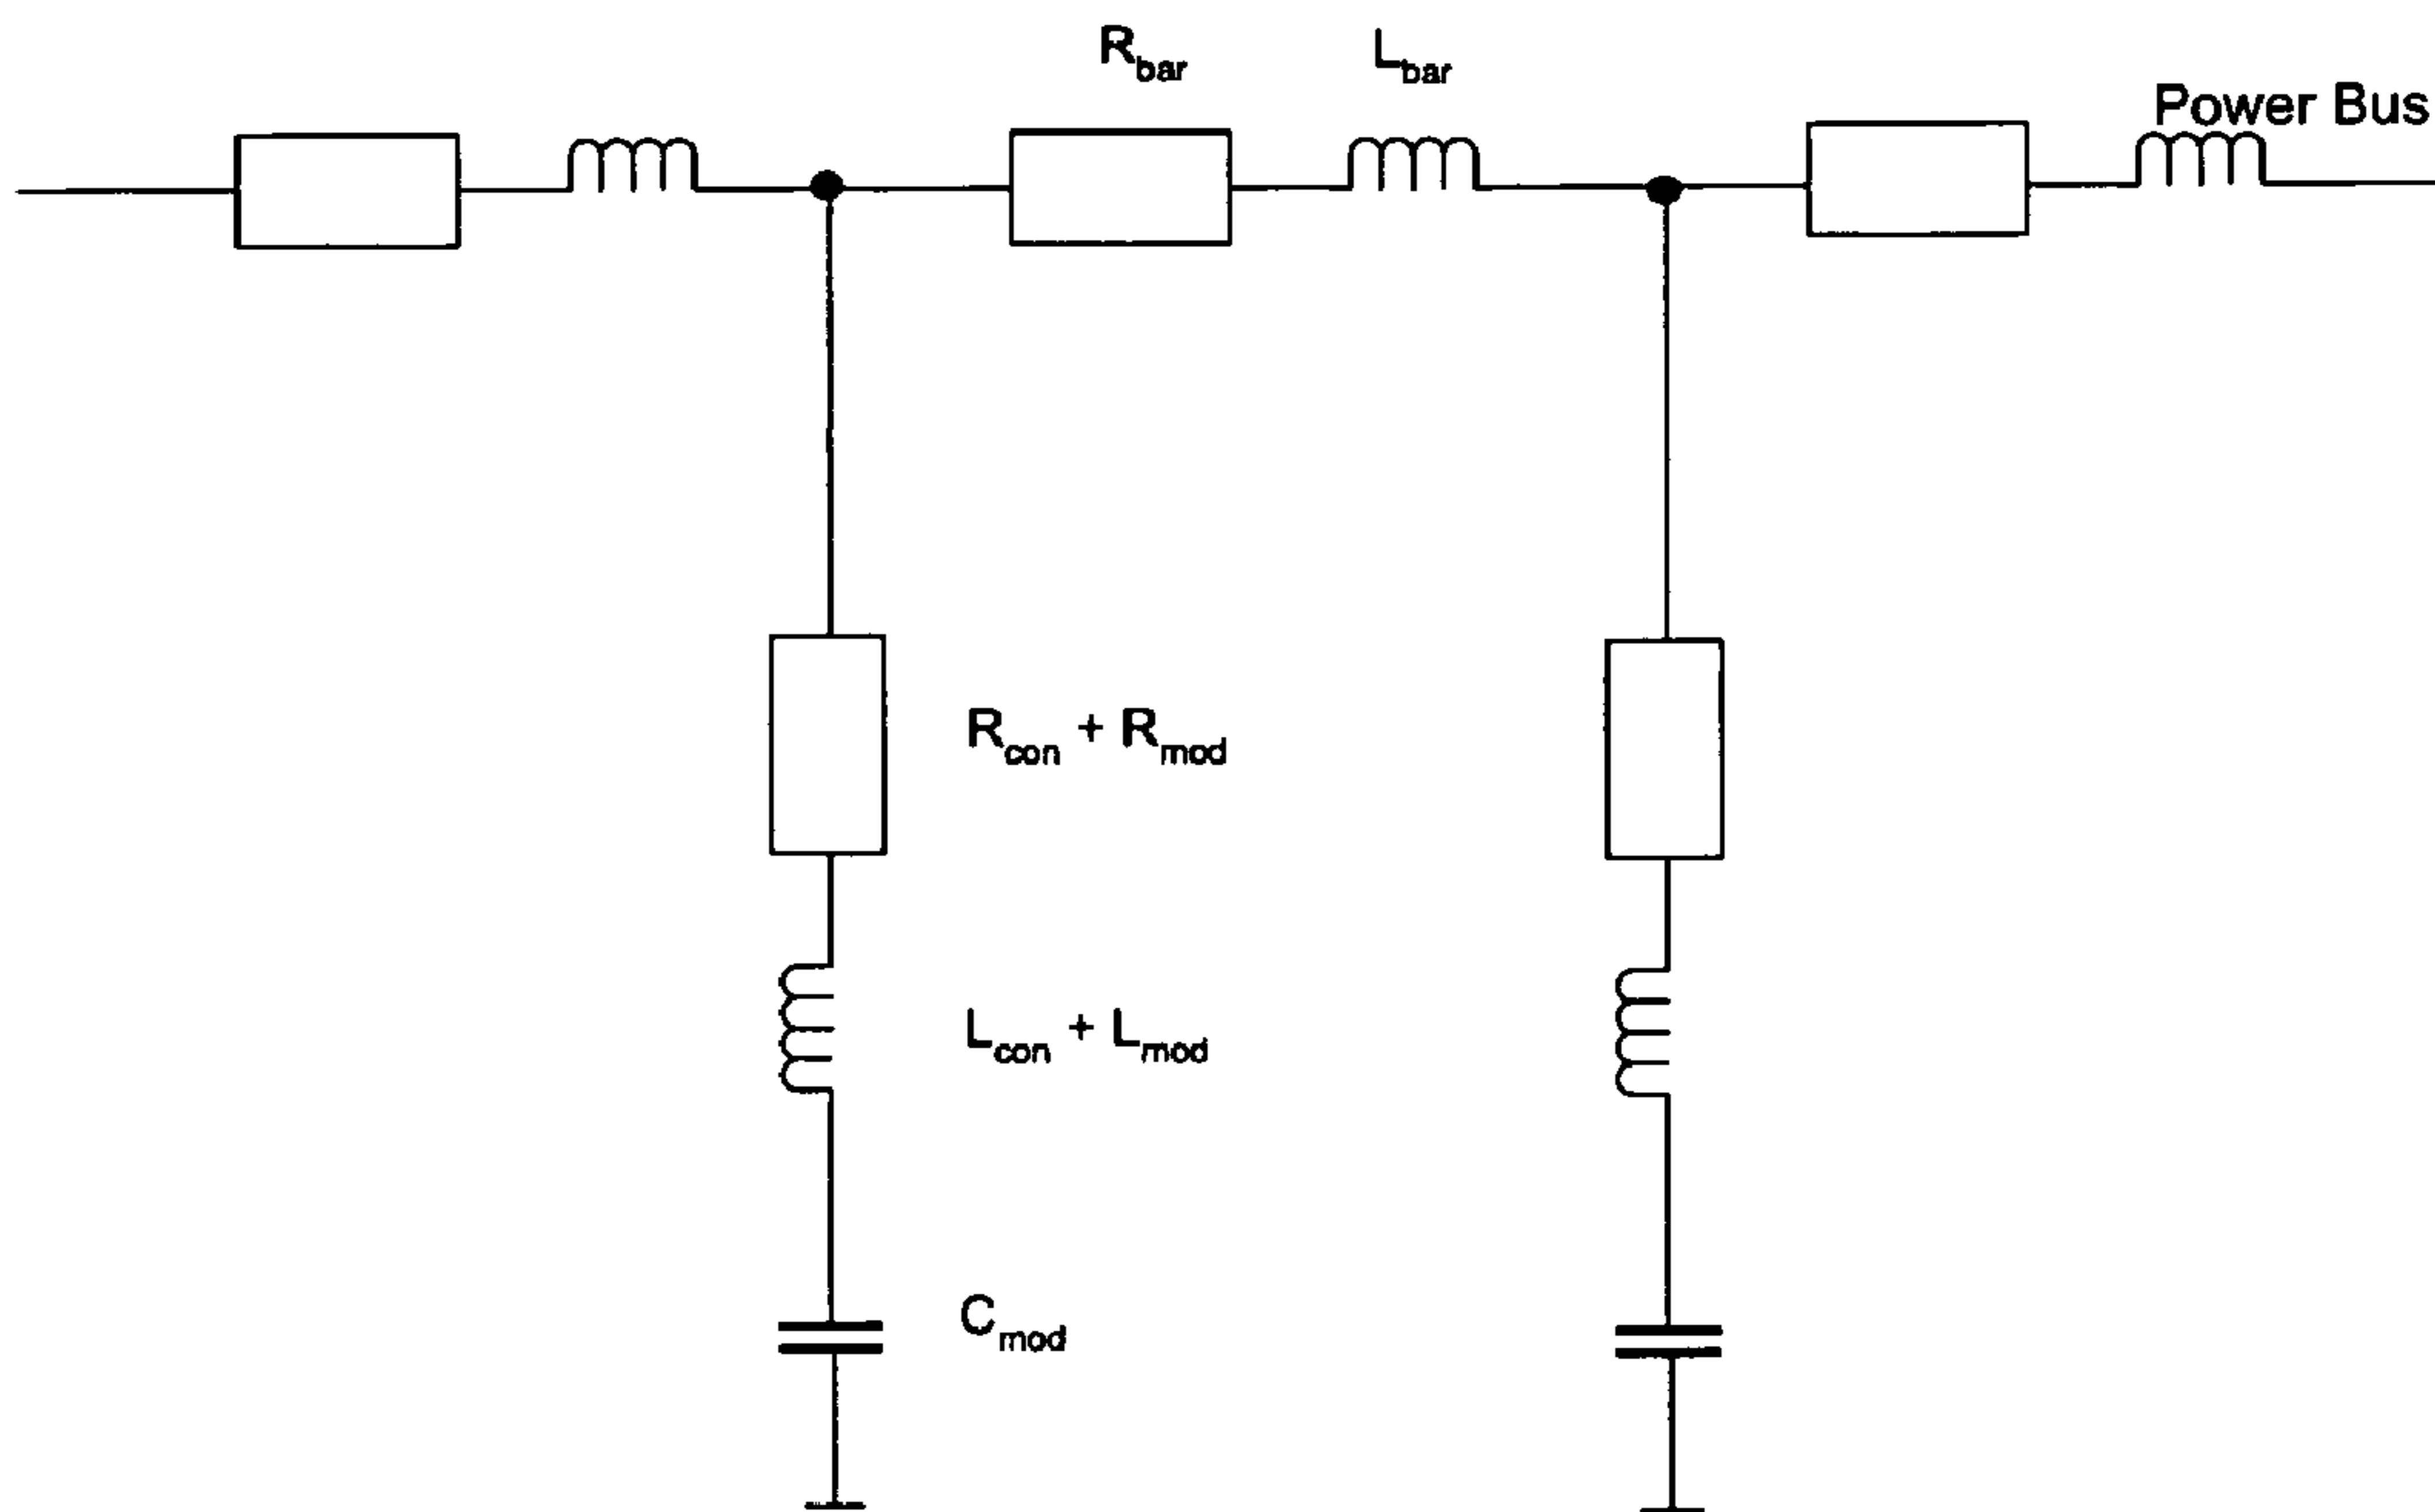 R_bar L_bar
Power Bus
R_con + R_mod
L_con + L_mod
C_mod